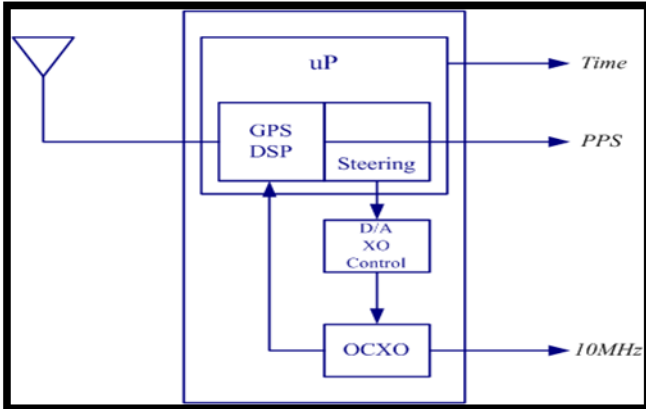 uP
Time
GPS
DSP
PPS
Steering
D/A
XO
Control
OCXO
10MHz